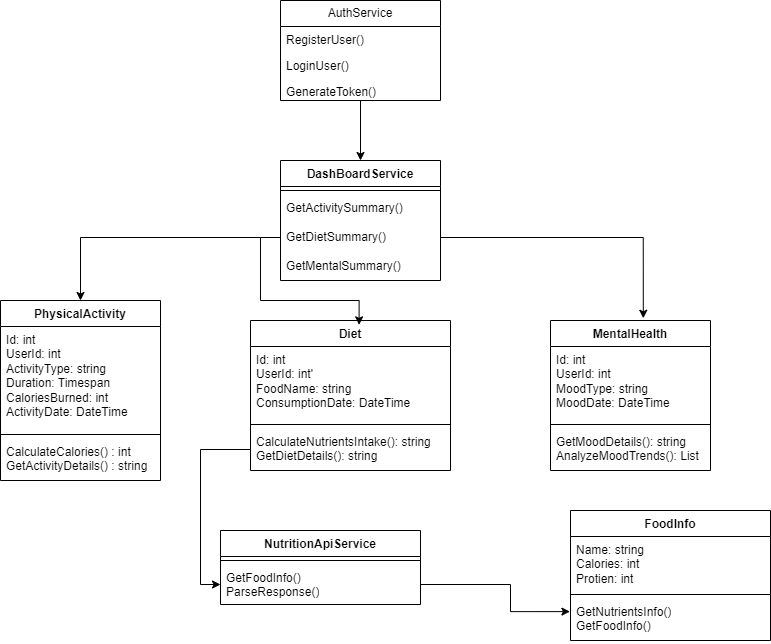 AuthService
RegisterUser()
LoginUser()
GenerateToken()
DashBoardService
GetActivitySummary()
GetDietSummary()
GetMentalSummary()
PhysicalActivity
Id: int
UserId: int
ActivityType: string
Duration: Timespan
CaloriesBurned: int
ActivityDate: DateTime
CalculateCalories() : int
GetActivityDetails() : string
Diet
Id: int
UserId: int'
FoodName: string
ConsumptionDate: DateTime
CalculateNutrientsIntake(): string
GetDietDetails(): string
MentalHealth
Id: int
UserId: int
MoodType: string
MoodDate: DateTime
GetMoodDetails(): string
AnalyzeMoodTrends(): List
NutritionApiService
GetFoodInfo()
ParseResponse()
FoodInfo
Name: string
Calories: int
Protien: int
GetNutrientsInfo()
GetFoodInfo()